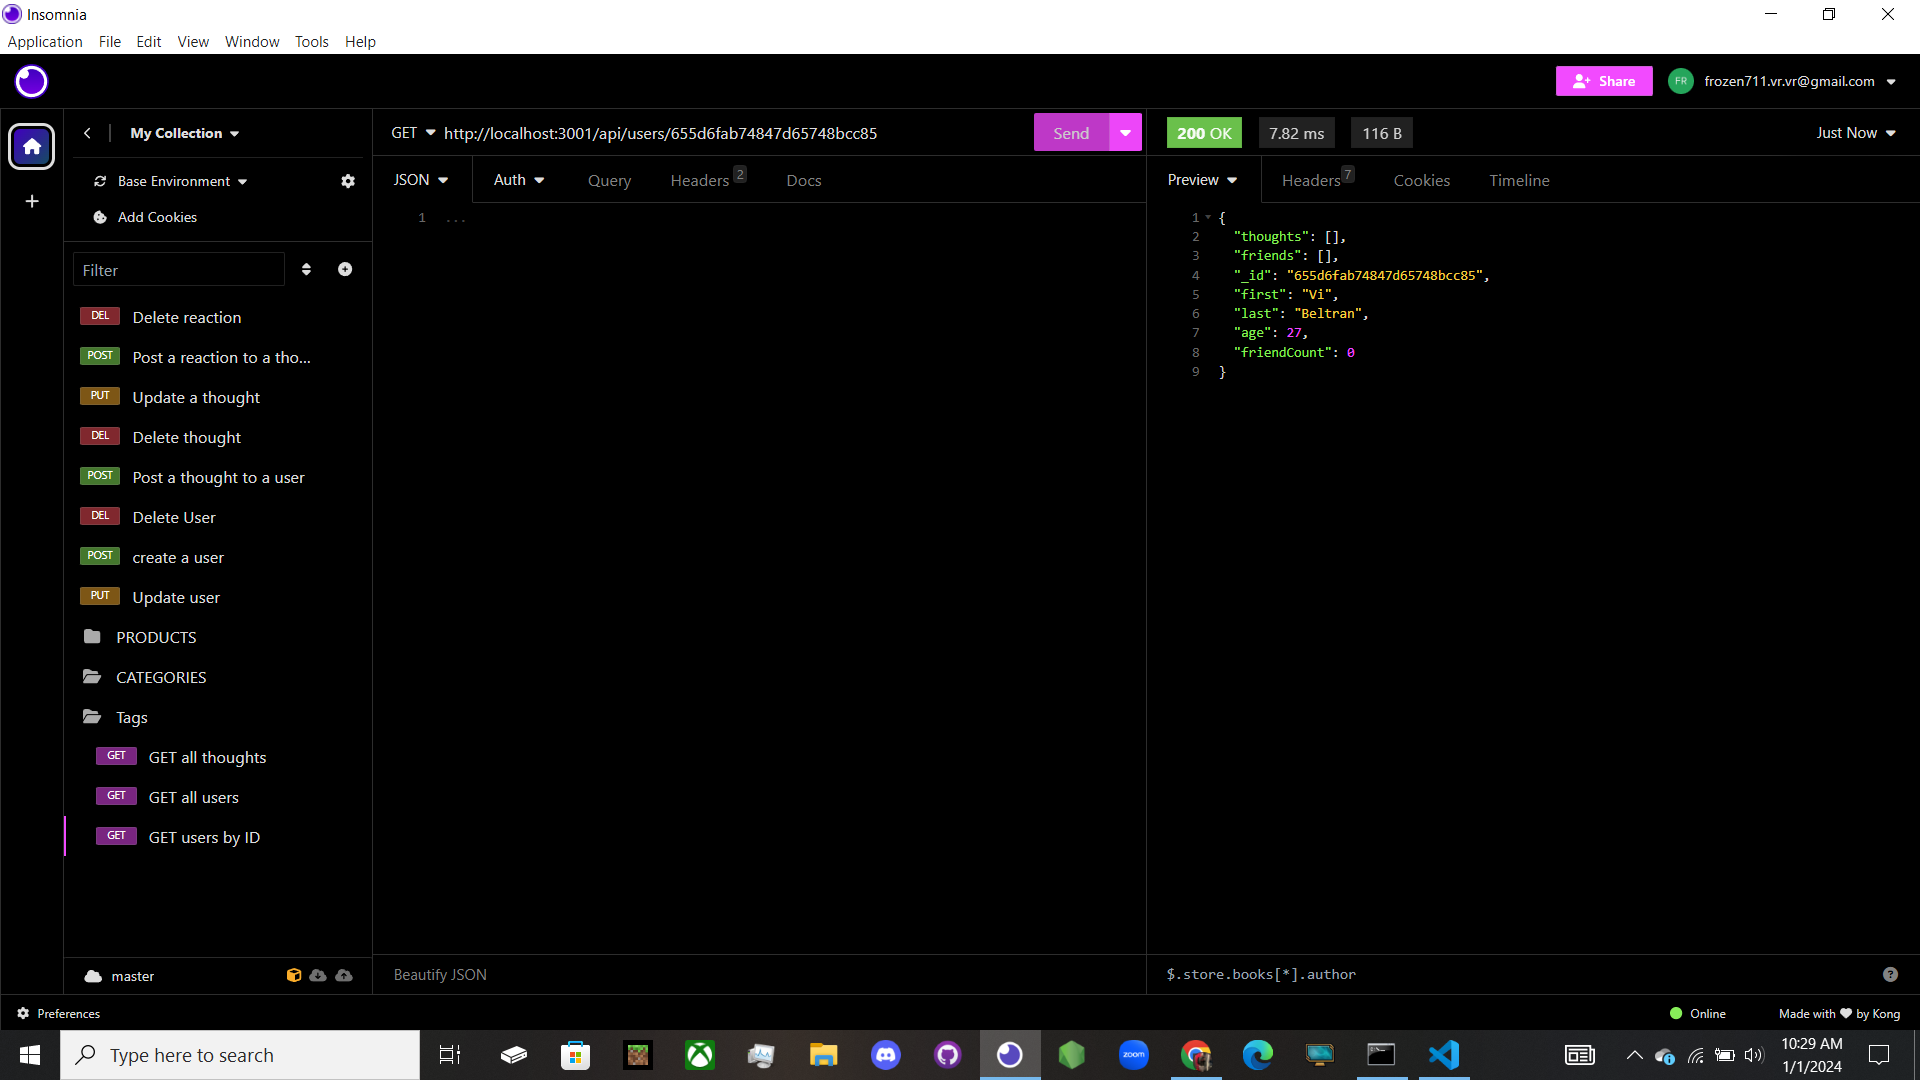 Insomnia
Application File Edit View Window Tools Help
Share
FR
frozen711.vr.vr@gmail.com
My Collection
Base Environment
Add Cookies
Filter
DEL Delete reaction
POST Post a reaction to a tho...
PUT Update a thought
DEL Delete thought
POST Post a thought to a user
DEL Delete User
POST create a user
PUT Update user
PRODUCTS
CATEGORIES
Tags
GET GET all thoughts
GET GET all users
GET GET users by ID
master
GET http://localhost:3001/api/users/655d6fab74847d65748bcc85 Send
JSON Auth Query Headers 2 Docs
1 ...
Beautify JSON
200 OK 7.82 ms 116 B Just Now
Preview Headers 7 Cookies Timeline
1 {
2 "thoughts": [],
3 "friends": [],
4 "_id": "655d6fab74847d65748bcc85",
5 "first": "Vi",
6 "last": "Beltran",
7 "age": 27,
8 "friendCount": 0
9 }
$.store.books[*].author
Preferences
Online
Made with ❤ by Kong
Type here to search
zoom
10:29 AM
1/1/2024